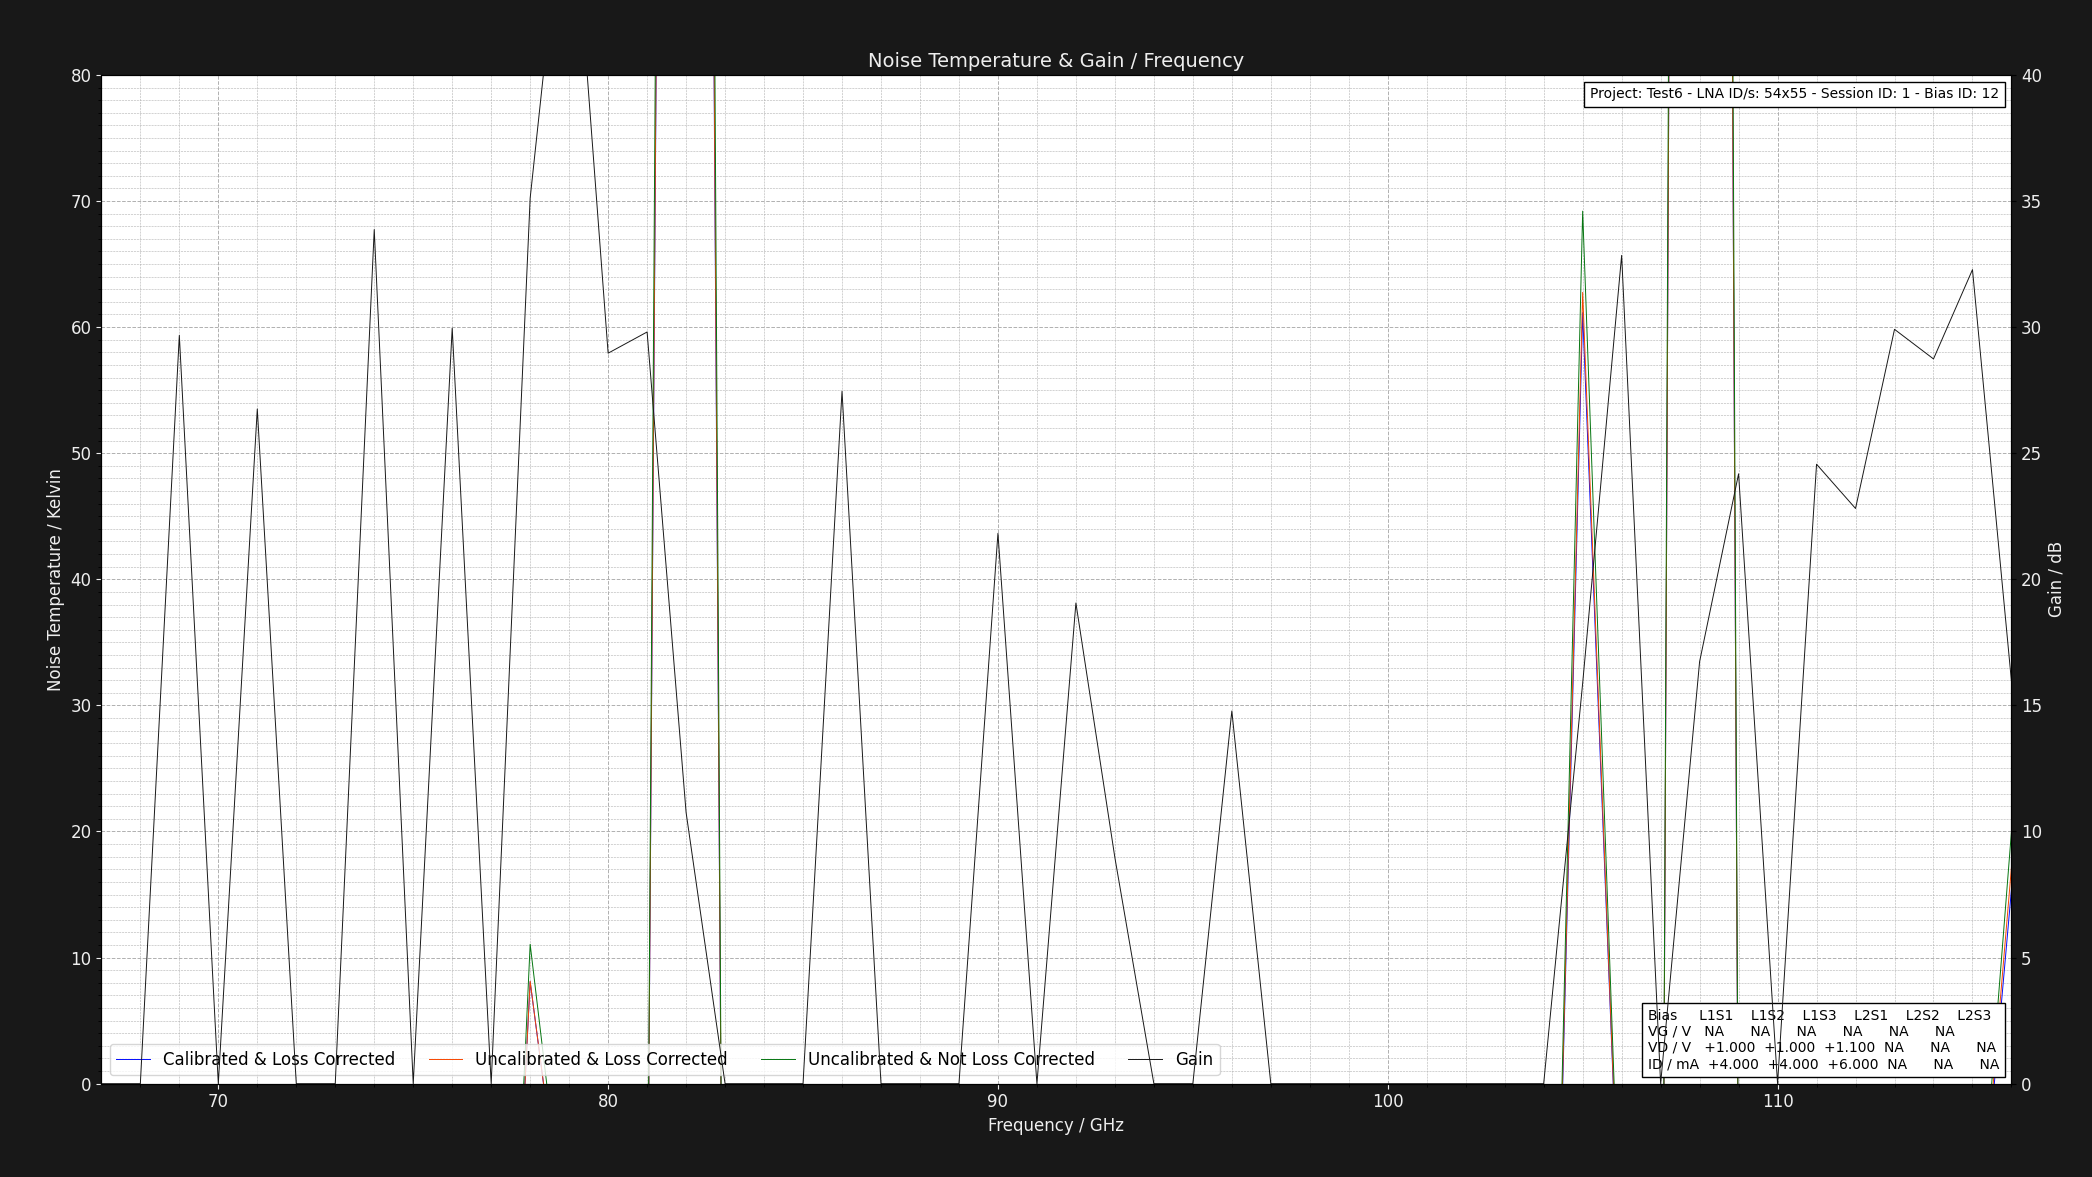 Noise Temperature & Gain / Frequency
Project: Test6 - LNA ID/s: 54x55 - Session ID: 1 - Bias ID: 12
80
70
60
50
40
30
20
10
0
Noise Temperature / Kelvin
40
35
30
25
20
15
10
5
0
Gain / dB
Bias L1S1 L1S2 L1S3 L2S1 L2S2 L2S3
VG / V NA NA NA NA NA NA
VD / V +1.000 +1.000 +1.100 NA NA NA
ID / mA +4.000 +4.000 +6.000 NA NA NA
Calibrated & Loss Corrected Uncalibrated & Loss Corrected Uncalibrated & Not Loss Corrected Gain
70 80 90 100 110
Frequency / GHz